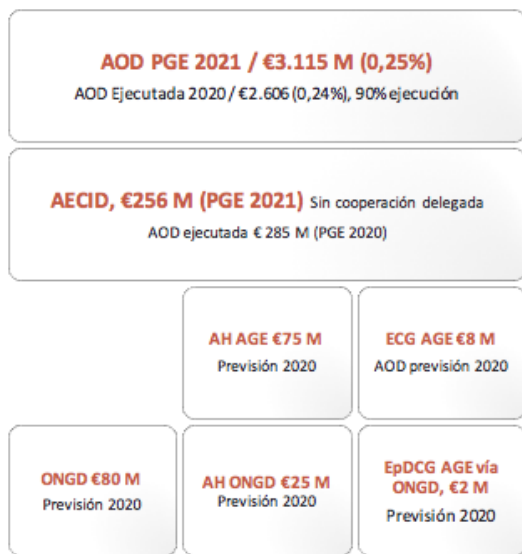 AOD PGE 2021 / €3.115 M (0,25%)
AOD Ejecutada 2020 / €2.606 (0,24%), 90% ejecución
AECID, €256 M (PGE 2021) Sin cooperación delegada
AOD ejecutada € 285 M (PGE 2020)
AH AGE €75 M
Previsión 2020
ECG AGE €8 M
AOD previsión 2020
ONGD €80 M
Previsión 2020
AH ONGD €25 M
Previsión 2020
EpDCG AGE vía
ONGD, €2 M
Previsión 2020